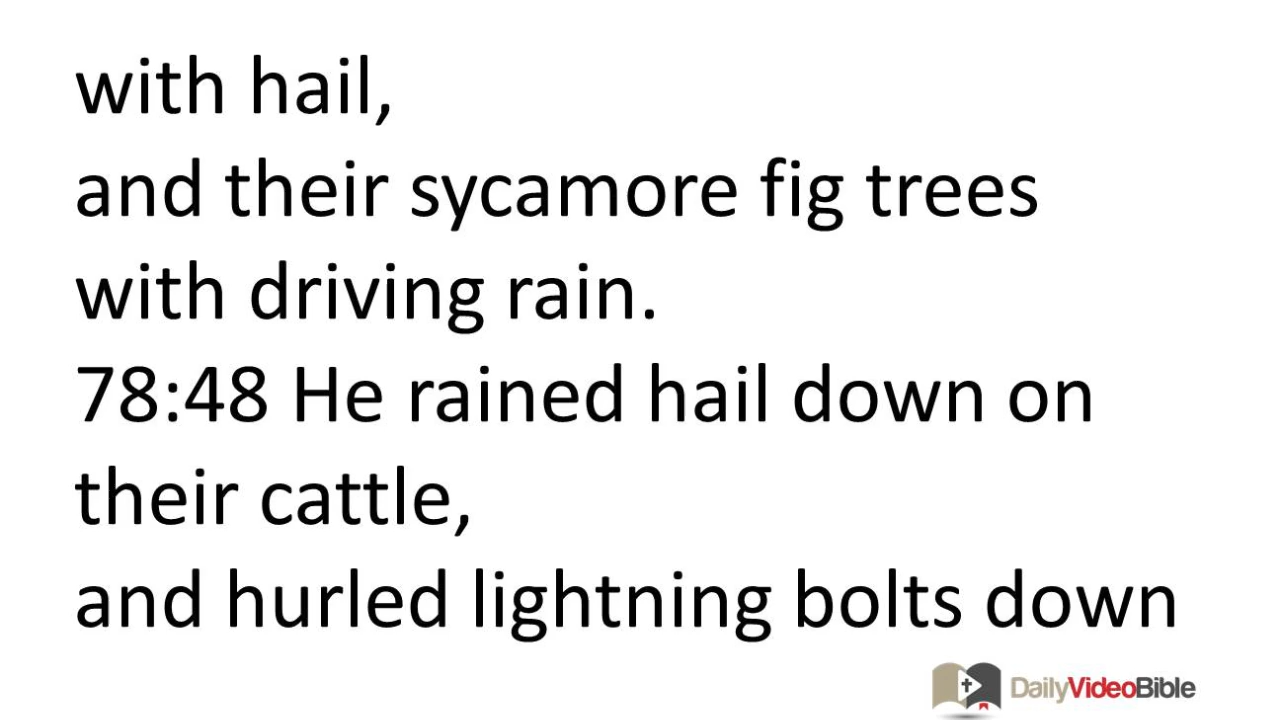 with hail,
and their sycamore fig trees
with driving rain.
78:48 He rained hail down on
their cattle,
and hurled lightning bolts down
DailyVideoBible